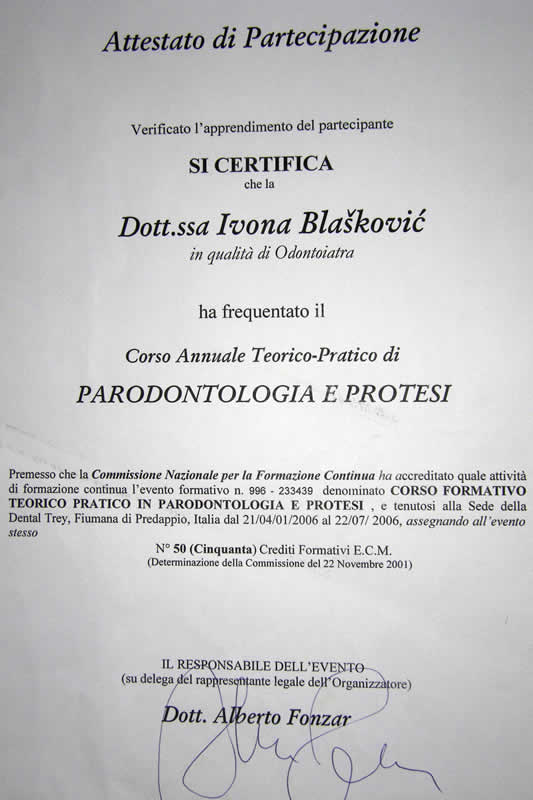 Attestato di Partecipazione
Verificato l'apprendimento del partecipante
SI CERTIFICA
che la
Dott.ssa Ivona Blašković
in qualità di Odontoiatra
ha frequentato il
Corso Annuale Teorico-Pratico di
PARODONTOLOGIA E PROTESI
Premesso che la Commissione Nazionale per la Formazione Continua ha accreditato quale attività
di formazione continua l'evento formativo n. 996 - 233439 denominato CORSO FORMATIVO
TEORICO PRATICO IN PARODONTOLOGIA E PROTESI , e tenutosi alla Sede della
Dental Trey, Fiumana di Predappio, Italia dal 21/04/01/2006 al 22/07/ 2006, assegnando all'evento
stesso
N° 50 (Cinquanta) Crediti Formativi E.C.M.
(Determinazione della Commissione del 22 Novembre 2001)
IL RESPONSABILE DELL'EVENTO
(su delega del rappresentante legale dell'Organizzatore)
Dott. Alberto Fonzar